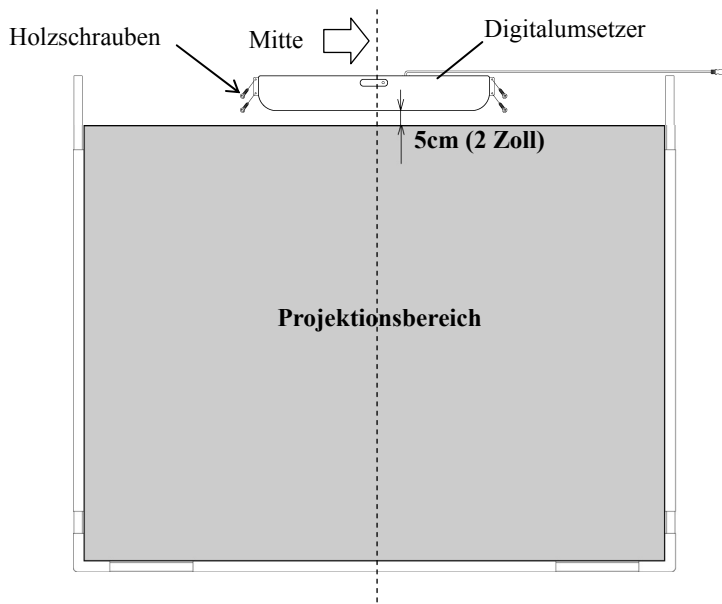 Holzschrauben
Mitte
Digitalumsetzer
5cm (2 Zoll)
Projektionsbereich